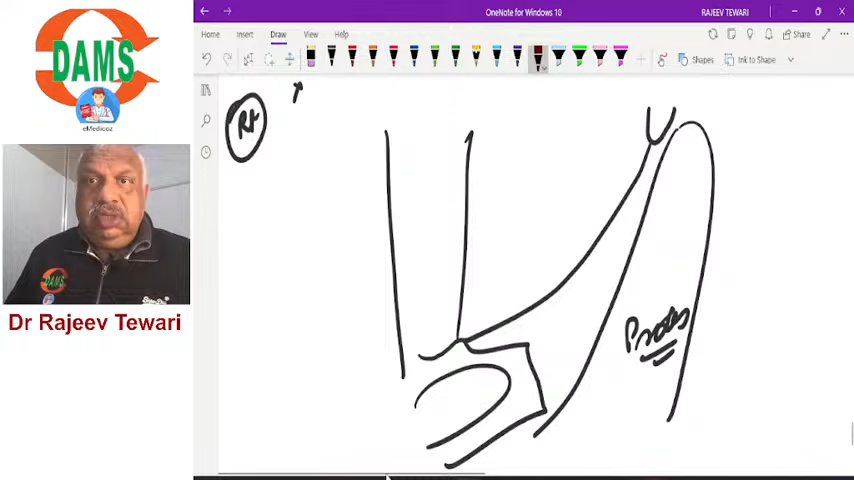 OneNote for Windows 10
RAJEEV TEWARI
Home Insert Draw View Help
Share
Shapes
Ink to Shape
DAMS
eMedicoz
DAMS
Dr Rajeev Tewari
Rt